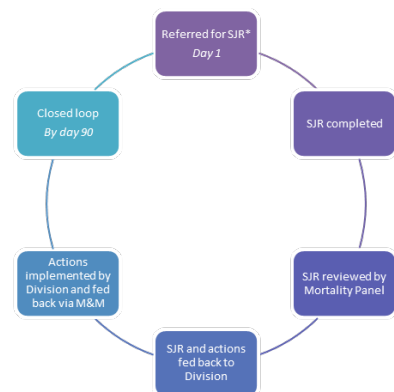 Referred for SJR*
Day 1
SJR completed
SJR reviewed by
Mortality Panel
SJR and actions
fed back to
Division
Actions
implemented by
Division and fed
back via M&M
Closed loop
By day 90